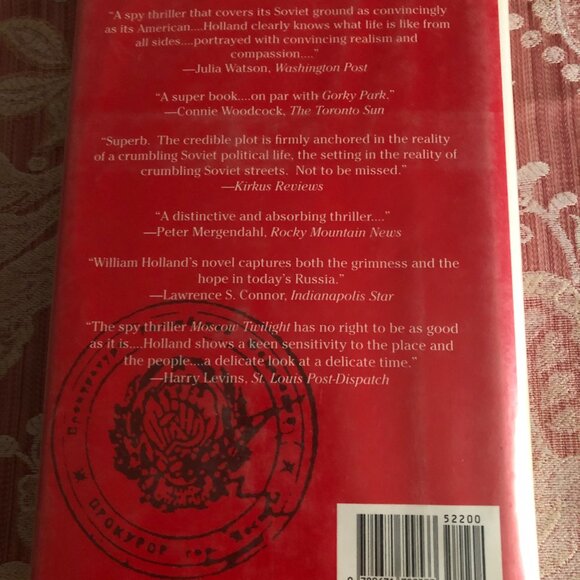 "A spy thriller that covers its Soviet ground as convincingly
as its American....Holland clearly knows what life is like from
all sides....portrayed with convincing realism and
compassion...."
—Julia Watson, Washington Post
"A super book....on par with Gorky Park."
—Connie Woodcock, The Toronto Sun
"Superb. The credible plot is firmly anchored in the reality
of a crumbling Soviet political life, the setting in the reality of
crumbling Soviet streets. Not to be missed."
—Kirkus Reviews
"A distinctive and absorbing thriller...."
—Peter Mergendahl, Rocky Mountain News
"William Holland's novel captures both the grimness and the
hope in today's Russia."
—Lawrence S. Connor, Indianapolis Star
"The spy thriller Moscow Twilight has no right to be as good
as it is....Holland shows a keen sensitivity to the place and
the people....a delicate look at a delicate time."
—Harry Levins, St. Louis Post-Dispatch
ПРОКУРОР
52200